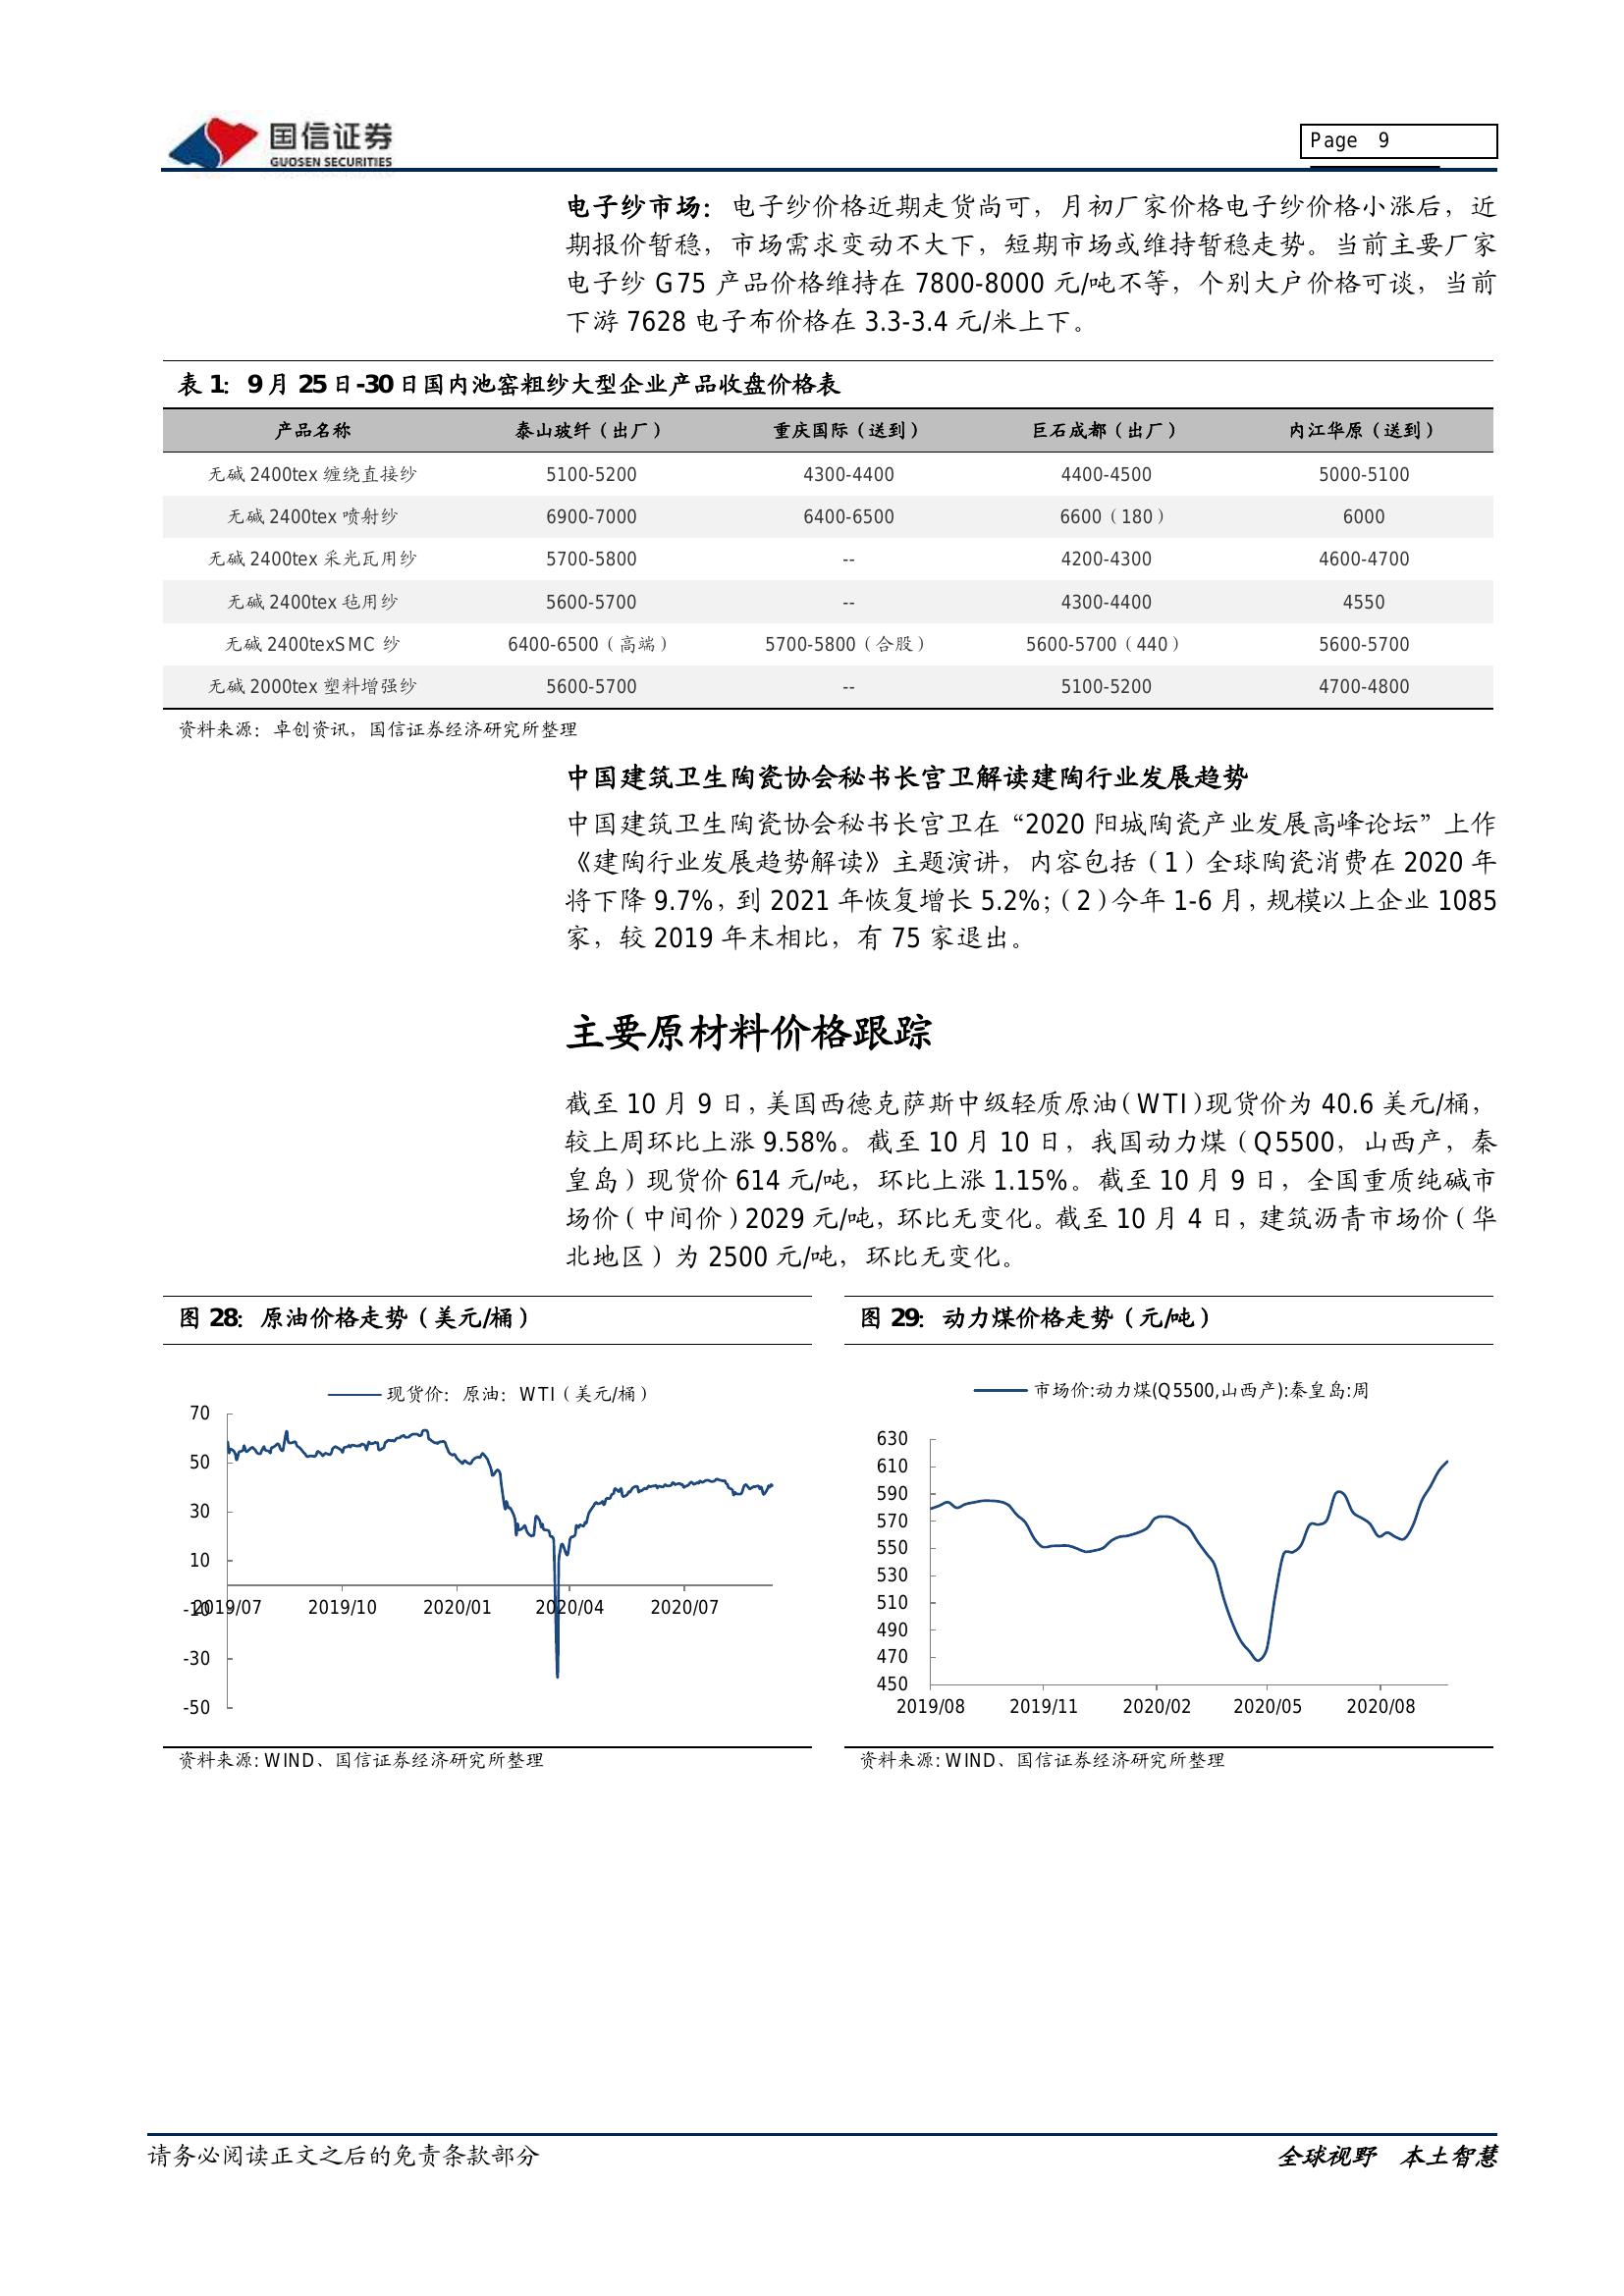 国信证券
GUOSEN SECURITIES
Page 9
电子纱市场：电子纱价格近期走货尚可，月初厂家价格电子纱价格小涨后，近
期报价暂稳，市场需求变动不大下，短期市场或维持暂稳走势。当前主要厂家
电子纱 G75 产品价格维持在 7800-8000 元/吨不等，个别大户价格可谈，当前
下游 7628 电子布价格在 3.3-3.4 元/米上下。
表 1：9 月 25 日-30 日国内池窑粗纱大型企业产品收盘价格表
产品名称 泰山玻纤（出厂） 重庆国际（送到） 巨石成都（出厂） 内江华原（送到）
无碱 2400tex 缠绕直接纱 5100-5200 4300-4400 4400-4500 5000-5100
无碱 2400tex 喷射纱 6900-7000 6400-6500 6600（180） 6000
无碱 2400tex 采光瓦用纱 5700-5800 -- 4200-4300 4600-4700
无碱 2400tex 毡用纱 5600-5700 -- 4300-4400 4550
无碱 2400texSMC 纱 6400-6500（高端） 5700-5800（合股） 5600-5700（440） 5600-5700
无碱 2000tex 塑料增强纱 5600-5700 -- 5100-5200 4700-4800
资料来源：卓创资讯，国信证券经济研究所整理
中国建筑卫生陶瓷协会秘书长宫卫解读建陶行业发展趋势
中国建筑卫生陶瓷协会秘书长宫卫在“2020 阳城陶瓷产业发展高峰论坛”上作
《建陶行业发展趋势解读》主题演讲，内容包括（1）全球陶瓷消费在 2020 年
将下降 9.7%，到 2021 年恢复增长 5.2%；（2）今年 1-6 月，规模以上企业 1085
家，较 2019 年末相比，有 75 家退出。
主要原材料价格跟踪
截至 10 月 9 日，美国西德克萨斯中级轻质原油（WTI）现货价为 40.6 美元/桶，
较上周环比上涨 9.58%。截至 10 月 10 日，我国动力煤（Q5500，山西产，秦
皇岛）现货价 614 元/吨，环比上涨 1.15%。截至 10 月 9 日，全国重质纯碱市
场价（中间价）2029 元/吨，环比无变化。截至 10 月 4 日，建筑沥青市场价（华
北地区）为 2500 元/吨，环比无变化。
图 28：原油价格走势（美元/桶）
现货价：原油：WTI（美元/桶）
70
50
30
10
-10
-30
-50
2019/07 2019/10 2020/01 2020/04 2020/07
资料来源: WIND、国信证券经济研究所整理
图 29：动力煤价格走势（元/吨）
市场价:动力煤(Q5500,山西产):秦皇岛:周
630
610
590
570
550
530
510
490
470
450
2019/08 2019/11 2020/02 2020/05 2020/08
资料来源: WIND、国信证券经济研究所整理
请务必阅读正文之后的免责条款部分
全球视野 本土智慧